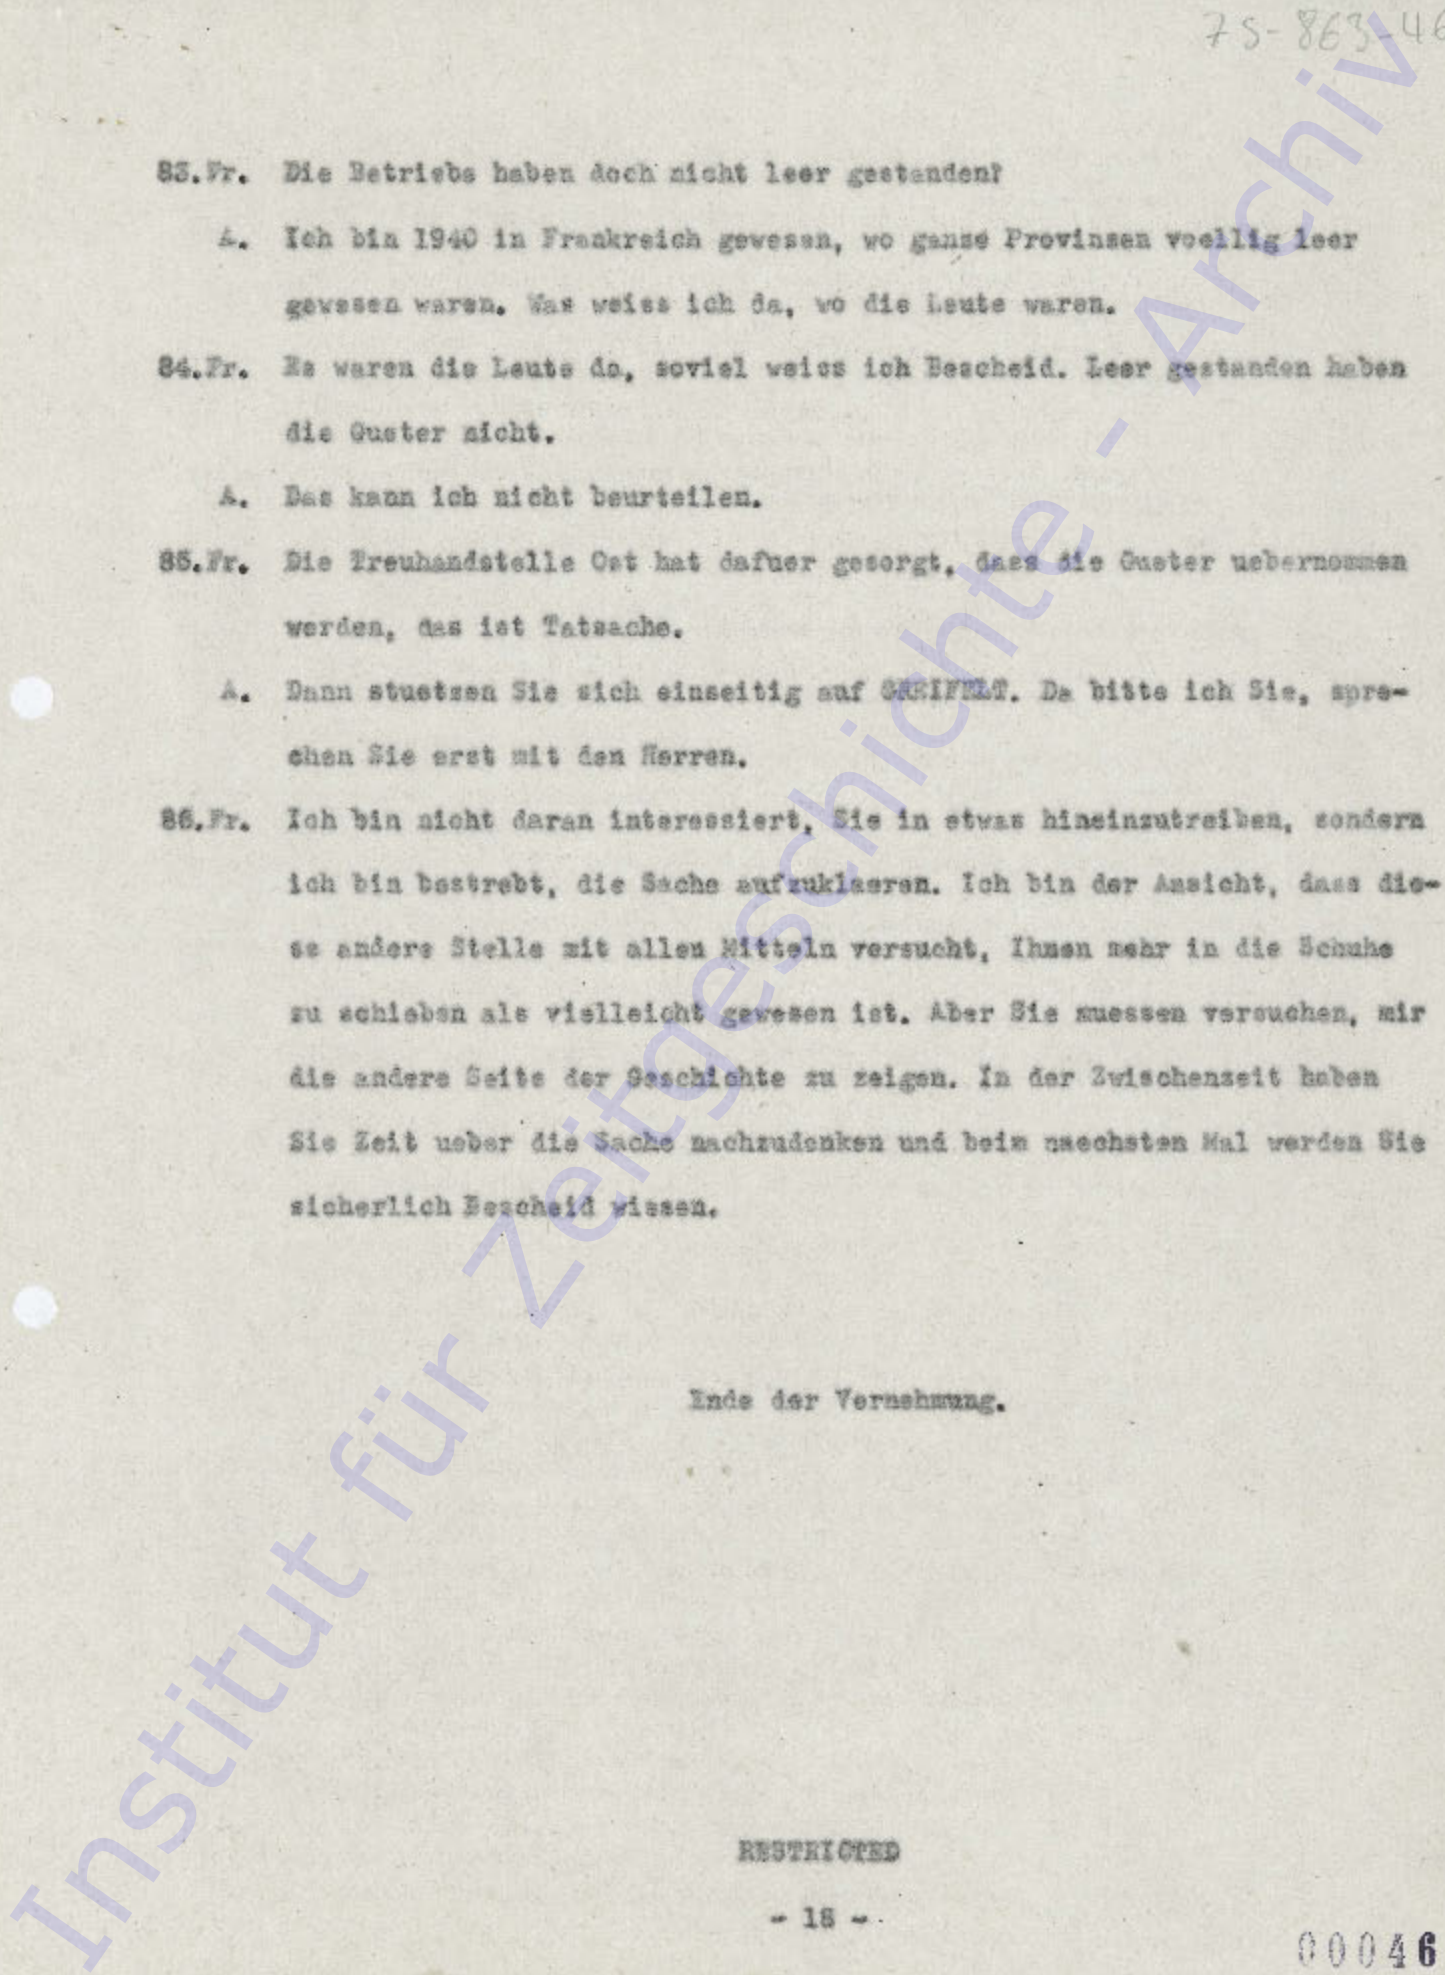 ZS-863-46
83.Fr. Die Betriebe haben doch nicht leer gestanden?
A. Ich bin 1940 in Frankreich gewesen, wo ganze Provinzen voellig leer
gewesen waren. Was weiss ich da, wo die Leute waren.
84.Fr. Es waren die Leute da, soviel weiss ich Bescheid. Leer gestanden haben
die Gueter nicht.
A. Das kann ich nicht beurteilen.
85.Fr. Die Treuhandstelle Ost hat dafuer gesorgt, dass die Gueter uebernommen
werden, das ist Tatsache.
A. Dann stuetzen Sie sich einseitig auf GREIFELT. Da bitte ich Sie, spre-
chen Sie erst mit den Herren.
86.Fr. Ich bin nicht daran interessiert, Sie in etwas hineinzutreiben, sondern
ich bin bestrebt, die Sache aufzuklaeren. Ich bin der Ansicht, dass die-
se andere Stelle mit allen Mitteln versucht, Ihnen mehr in die Schuhe
zu schieben als vielleicht gewesen ist. Aber Sie muessen versuchen, mir
die andere Seite der Geschichte zu zeigen. In der Zwischenzeit haben
Sie Zeit ueber die Sache nachzudenken und beim naechsten Mal werden Sie
sicherlich Bescheid wissen.
Ende der Vernehmung.
RESTRICTED
- 18 -
00046
Institut für Zeitgeschichte - Archiv